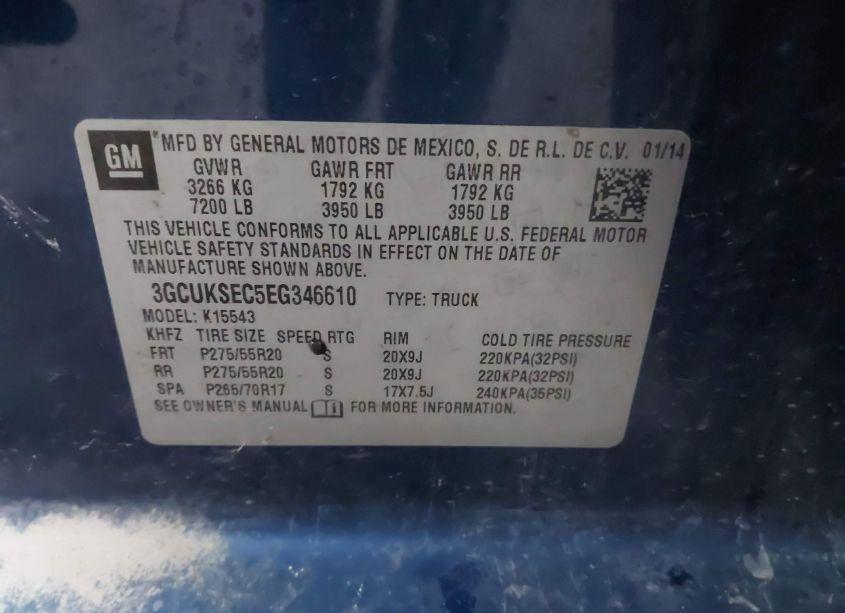 GM
MFD BY GENERAL MOTORS DE MEXICO, S. DE R.L. DE C.V. 01/14
GVWR GAWR FRT GAWR RR
3266 KG 1792 KG 1792 KG
7200 LB 3950 LB 3950 LB
THIS VEHICLE CONFORMS TO ALL APPLICABLE U.S. FEDERAL MOTOR
VEHICLE SAFETY STANDARDS IN EFFECT ON THE DATE OF
MANUFACTURE SHOWN ABOVE.
3GCUKSEC5EG346610 TYPE: TRUCK
MODEL: K15543
KHFZ TIRE SIZE SPEED RTG RIM COLD TIRE PRESSURE
FRT P275/55R20 S 20X9J 220KPA(32PSI)
RR P275/55R20 S 20X9J 220KPA(32PSI)
SPA P265/70R17 S 17X7.5J 240KPA(35PSI)
SEE OWNER'S MANUAL FOR MORE INFORMATION.